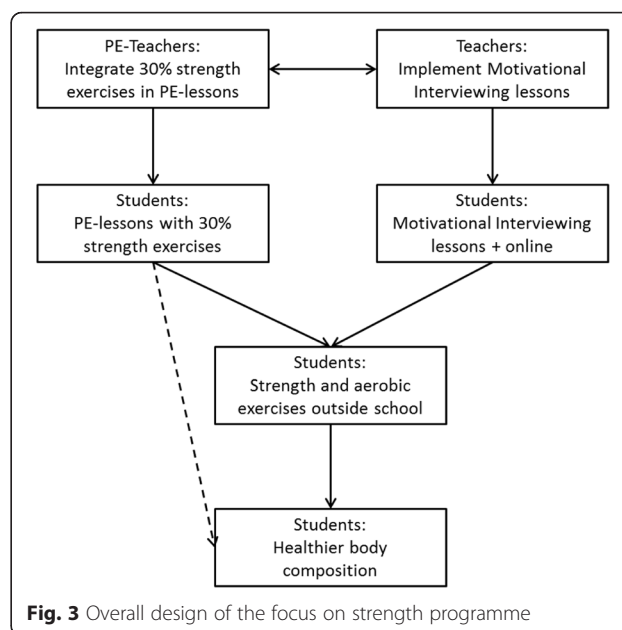 PE-Teachers:
Integrate 30% strength
exercises in PE-lessons
Teachers:
Implement Motivational
Interviewing lessons
Students:
PE-lessons with 30%
strength exercises
Students:
Motivational Interviewing
lessons + online
Students:
Strength and aerobic
exercises outside school
Students:
Healthier body
composition
Fig. 3 Overall design of the focus on strength programme